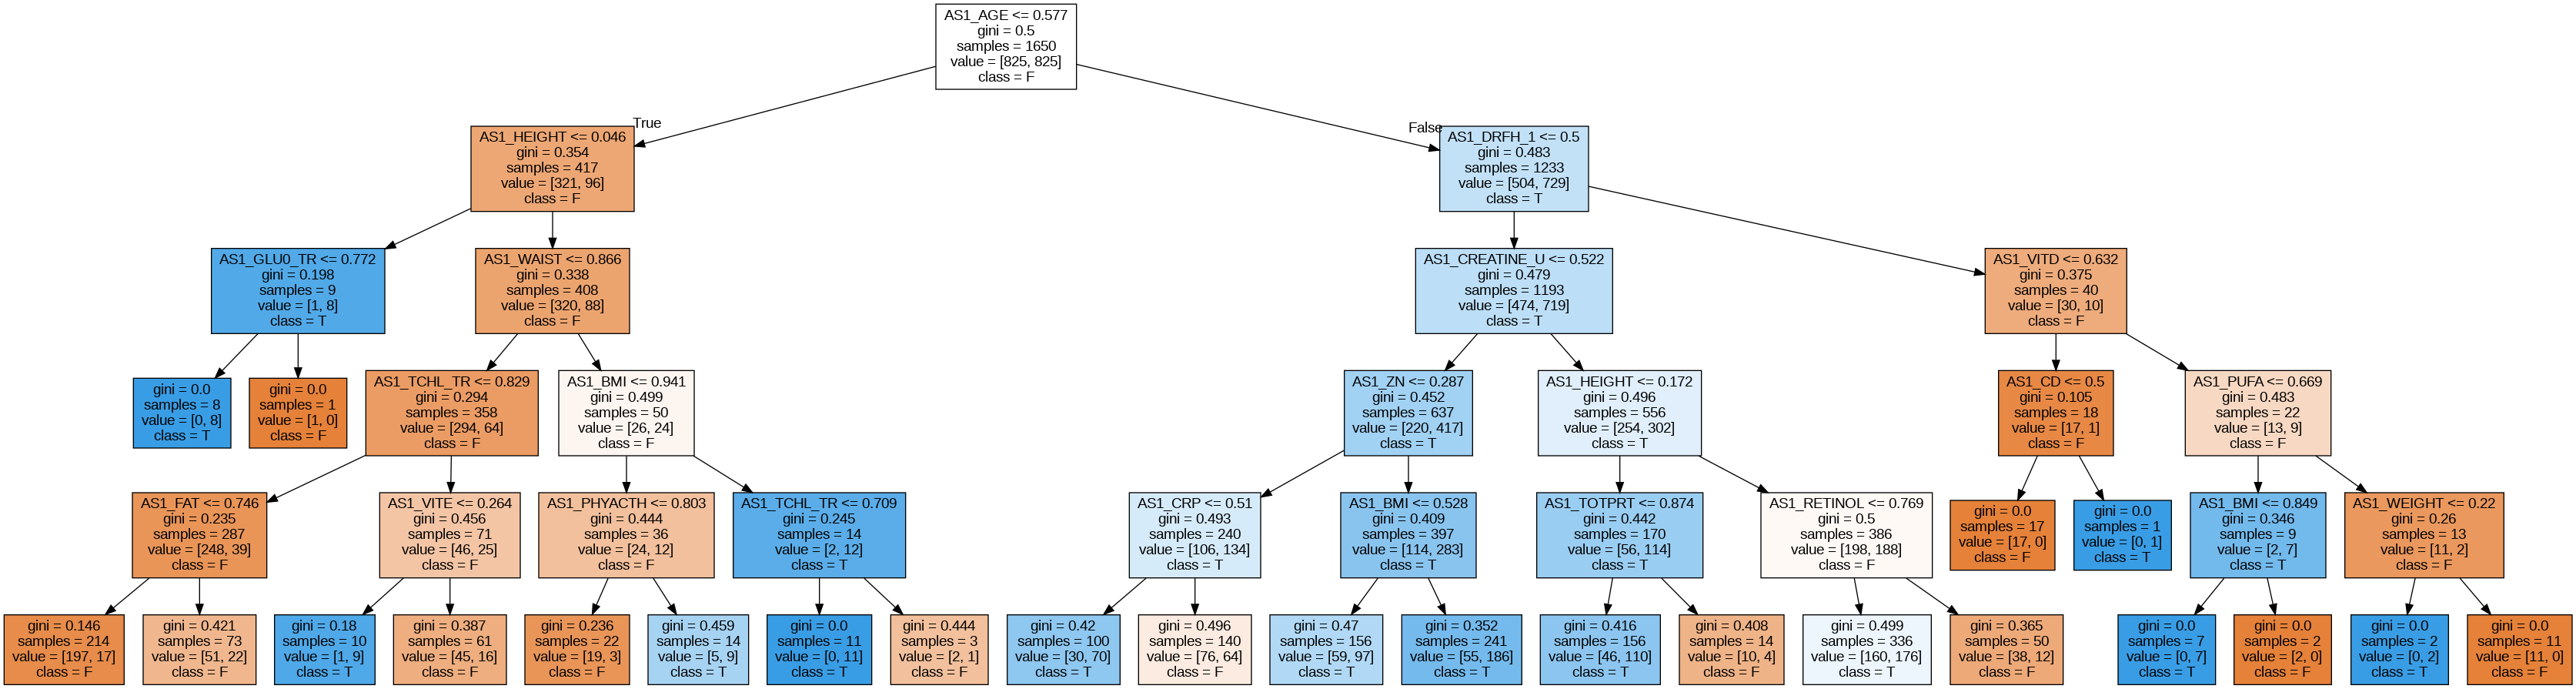 AS1_AGE <= 0.577
gini = 0.5
samples = 1650
value = [825, 825]
class = F
True
False
AS1_HEIGHT <= 0.046
gini = 0.354
samples = 417
value = [321, 96]
class = F
AS1_DRFH_1 <= 0.5
gini = 0.483
samples = 1233
value = [504, 729]
class = T
AS1_GLU0_TR <= 0.772
gini = 0.198
samples = 9
value = [1, 8]
class = T
AS1_WAIST <= 0.866
gini = 0.338
samples = 408
value = [320, 88]
class = F
AS1_CREATINE_U <= 0.522
gini = 0.479
samples = 1193
value = [474, 719]
class = T
AS1_VITD <= 0.632
gini = 0.375
samples = 40
value = [30, 10]
class = F
gini = 0.0
samples = 8
value = [0, 8]
class = T
gini = 0.0
samples = 1
value = [1, 0]
class = F
AS1_TCHL_TR <= 0.829
gini = 0.294
samples = 358
value = [294, 64]
class = F
AS1_BMI <= 0.941
gini = 0.499
samples = 50
value = [26, 24]
class = F
AS1_ZN <= 0.287
gini = 0.452
samples = 637
value = [220, 417]
class = T
AS1_HEIGHT <= 0.172
gini = 0.496
samples = 556
value = [254, 302]
class = T
AS1_CD <= 0.5
gini = 0.105
samples = 18
value = [17, 1]
class = F
AS1_PUFA <= 0.669
gini = 0.483
samples = 22
value = [13, 9]
class = F
AS1_FAT <= 0.746
gini = 0.235
samples = 287
value = [248, 39]
class = F
AS1_VITE <= 0.264
gini = 0.456
samples = 71
value = [46, 25]
class = F
AS1_PHYACTH <= 0.803
gini = 0.444
samples = 36
value = [24, 12]
class = F
AS1_TCHL_TR <= 0.709
gini = 0.245
samples = 14
value = [2, 12]
class = T
AS1_CRP <= 0.51
gini = 0.493
samples = 240
value = [106, 134]
class = T
AS1_BMI <= 0.528
gini = 0.409
samples = 397
value = [114, 283]
class = T
AS1_TOTPRT <= 0.874
gini = 0.442
samples = 170
value = [56, 114]
class = T
AS1_RETINOL <= 0.769
gini = 0.5
samples = 386
value = [198, 188]
class = F
gini = 0.0
samples = 17
value = [17, 0]
class = F
gini = 0.0
samples = 1
value = [0, 1]
class = T
AS1_BMI <= 0.849
gini = 0.346
samples = 9
value = [2, 7]
class = T
AS1_WEIGHT <= 0.22
gini = 0.26
samples = 13
value = [11, 2]
class = F
gini = 0.146
samples = 214
value = [197, 17]
class = F
gini = 0.421
samples = 73
value = [51, 22]
class = F
gini = 0.18
samples = 10
value = [1, 9]
class = T
gini = 0.387
samples = 61
value = [45, 16]
class = F
gini = 0.236
samples = 22
value = [19, 3]
class = F
gini = 0.459
samples = 14
value = [5, 9]
class = T
gini = 0.0
samples = 11
value = [0, 11]
class = T
gini = 0.444
samples = 3
value = [2, 1]
class = F
gini = 0.42
samples = 100
value = [30, 70]
class = T
gini = 0.496
samples = 140
value = [76, 64]
class = F
gini = 0.47
samples = 156
value = [59, 97]
class = T
gini = 0.352
samples = 241
value = [55, 186]
class = T
gini = 0.416
samples = 156
value = [46, 110]
class = T
gini = 0.408
samples = 14
value = [10, 4]
class = F
gini = 0.499
samples = 336
value = [160, 176]
class = T
gini = 0.365
samples = 50
value = [38, 12]
class = F
gini = 0.0
samples = 7
value = [0, 7]
class = T
gini = 0.0
samples = 2
value = [2, 0]
class = F
gini = 0.0
samples = 2
value = [0, 2]
class = T
gini = 0.0
samples = 11
value = [11, 0]
class = F